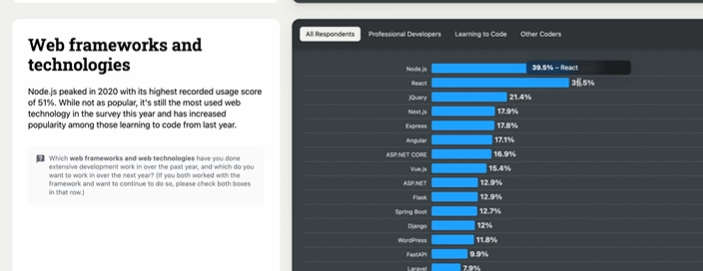 Web frameworks and
technologies
Node.js peaked in 2020 with its highest recorded usage score
of 51%. While not as popular, it's still the most used web
technology in the survey this year and has increased
popularity among those learning to code from last year.
Which web frameworks and web technologies have you done
extensive development work in over the past year, and which do you
want to work in over the next year? (If you both worked with the
framework and want to continue to do so, please check both boxes
in that row.)
All Respondents Professional Developers Learning to Code Other Coders
Node.js 39.5% – React
React
jQuery 21.4%
Next.js 17.9%
Express 17.8%
Angular 17.1%
ASP.NET CORE 16.9%
Vue.js 15.4%
ASP.NET 12.9%
Flask 12.9%
Spring Boot 12.7%
Django 12%
WordPress 11.8%
FastAPI 9.9%
Laravel 7.9%